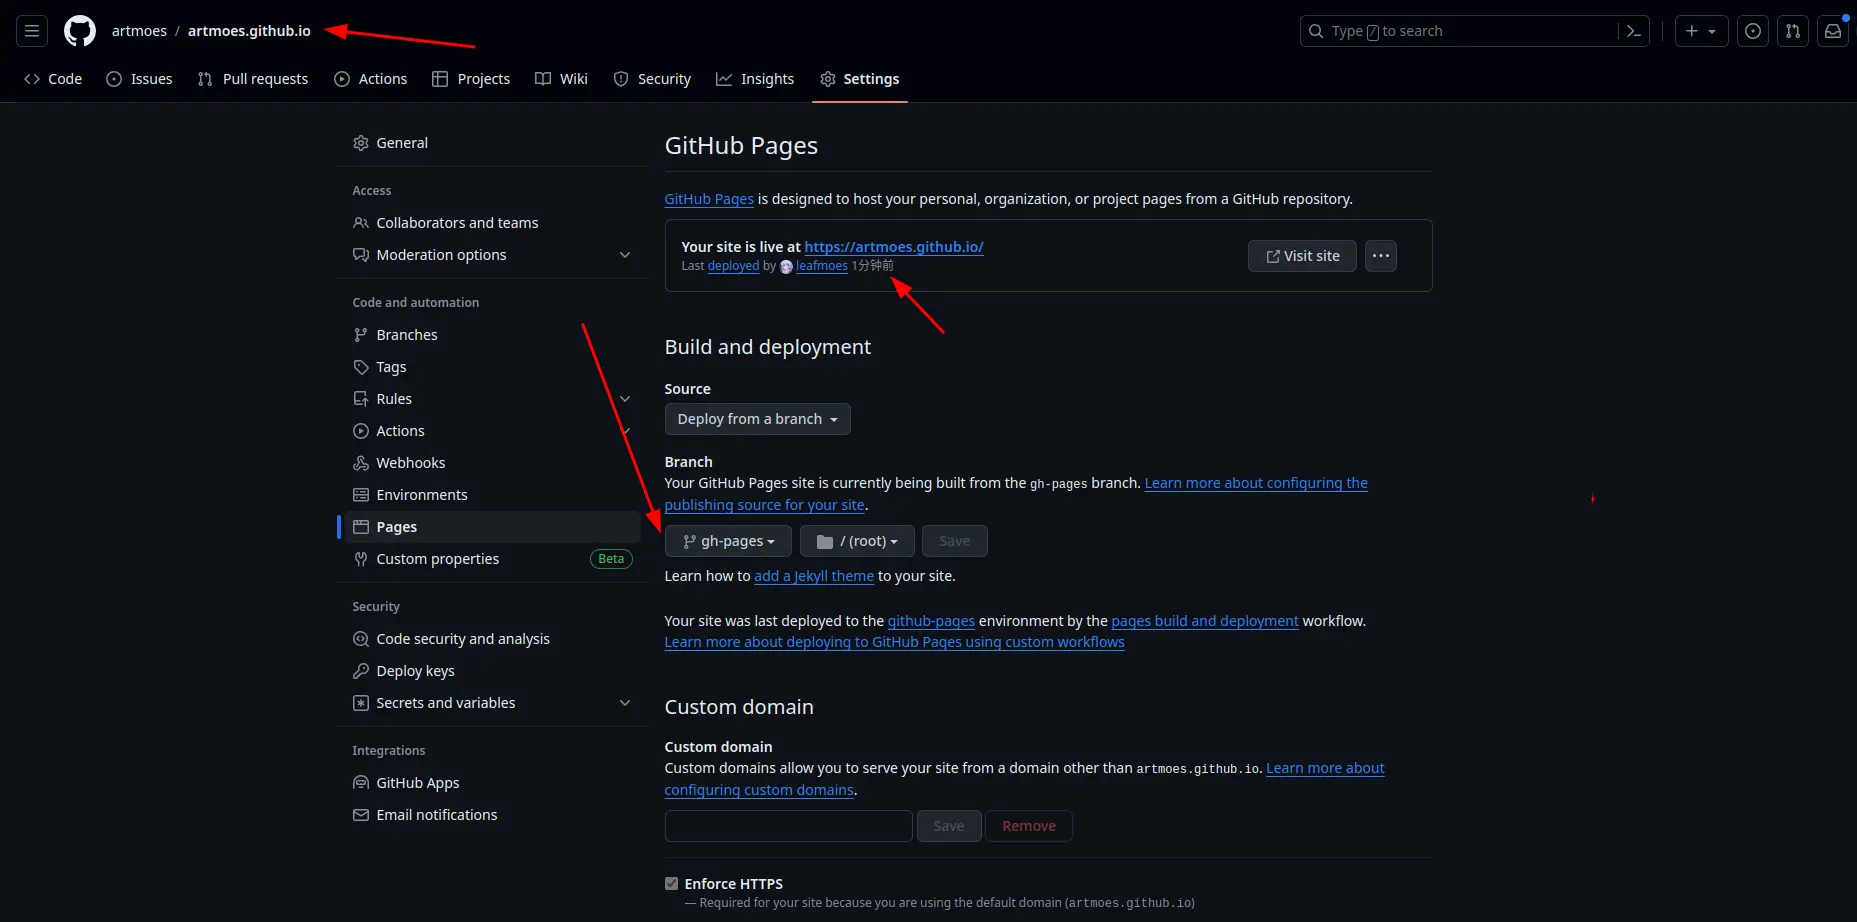 artmoes / artmoes.github.io
Type / to search
Code Issues Pull requests Actions Projects Wiki Security Insights Settings
General
Access
Collaborators and teams
Moderation options
Code and automation
Branches
Tags
Rules
Actions
Webhooks
Environments
Pages
Custom properties Beta
Security
Code security and analysis
Deploy keys
Secrets and variables
Integrations
GitHub Apps
Email notifications
GitHub Pages
GitHub Pages is designed to host your personal, organization, or project pages from a GitHub repository.
Your site is live at https://artmoes.github.io/
Last deployed by leafmoes 1分钟前
Visit site
Build and deployment
Source
Deploy from a branch
Branch
Your GitHub Pages site is currently being built from the gh-pages branch. Learn more about configuring the
publishing source for your site.
gh-pages / (root) Save
Learn how to add a Jekyll theme to your site.
Your site was last deployed to the github-pages environment by the pages build and deployment workflow.
Learn more about deploying to GitHub Pages using custom workflows
Custom domain
Custom domain
Custom domains allow you to serve your site from a domain other than artmoes.github.io. Learn more about
configuring custom domains.
Save Remove
Enforce HTTPS
— Required for your site because you are using the default domain (artmoes.github.io)